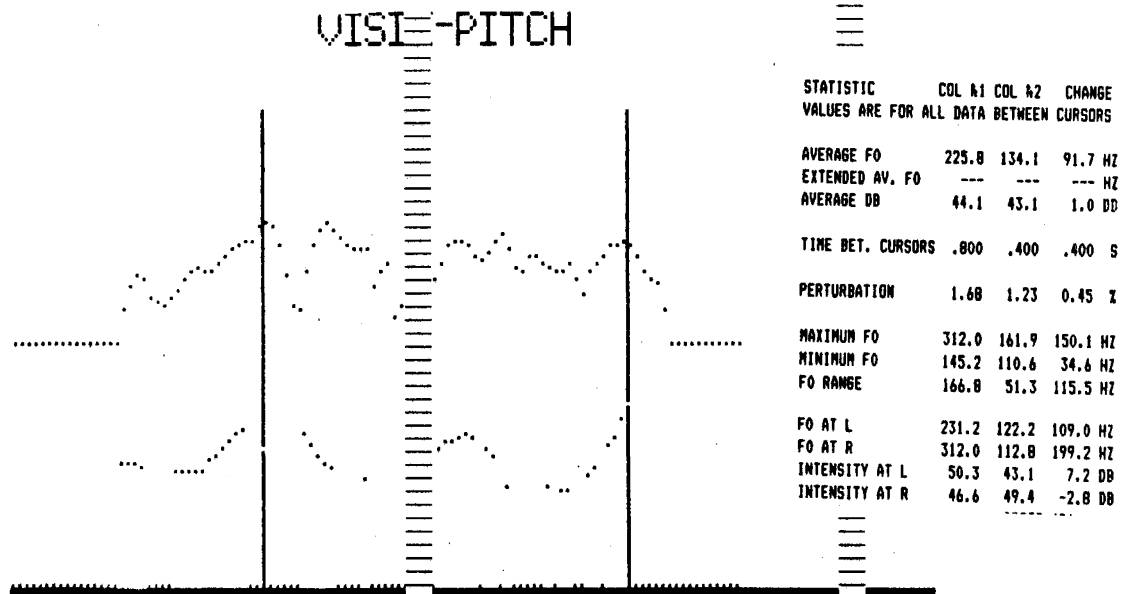 VISI-PITCH
STATISTIC COL &1 COL &2 CHANGE
VALUES ARE FOR ALL DATA BETWEEN CURSORS
AVERAGE FO 225.8 134.1 91.7 HZ
EXTENDED AV. FO --- --- --- HZ
AVERAGE DB 44.1 43.1 1.0 DD
TIME BET. CURSORS .800 .400 .400 S
PERTURBATION 1.68 1.23 0.45 %
MAXIMUM FO 312.0 161.9 150.1 HZ
MINIMUM FO 145.2 110.6 34.6 HZ
FO RANGE 166.8 51.3 115.5 HZ
FO AT L 231.2 122.2 109.0 HZ
FO AT R 312.0 112.8 199.2 HZ
INTENSITY AT L 50.3 43.1 7.2 DB
INTENSITY AT R 46.6 49.4 -2.8 DB